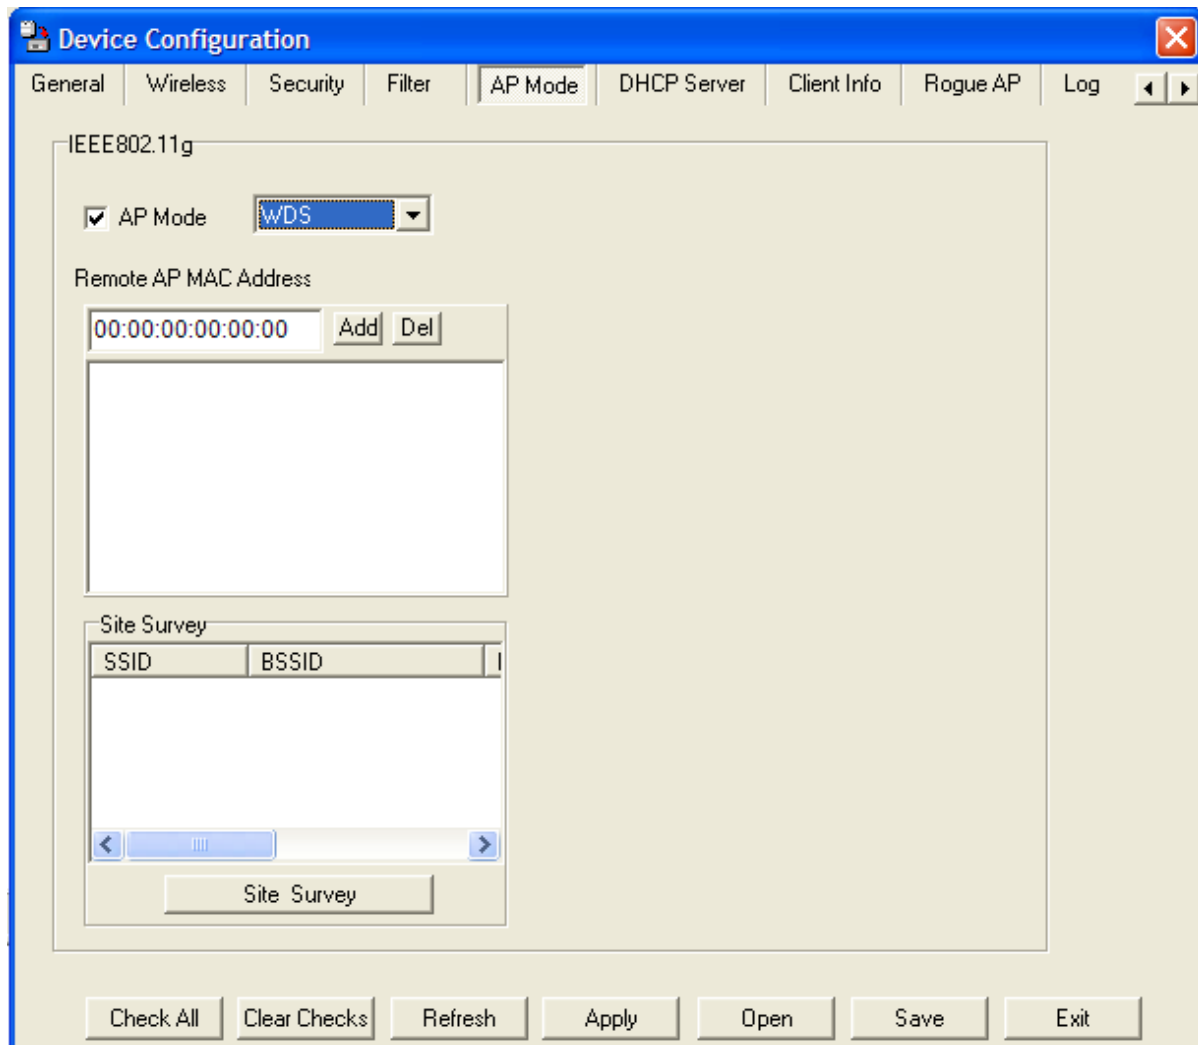 Device Configuration
General Wireless Security Filter AP Mode DHCP Server Client Info Rogue AP Log
IEEE802.11g
AP Mode WDS
Remote AP MAC Address
00:00:00:00:00:00 Add Del
Site Survey
SSID BSSID
Site Survey
Check All Clear Checks Refresh Apply Open Save Exit